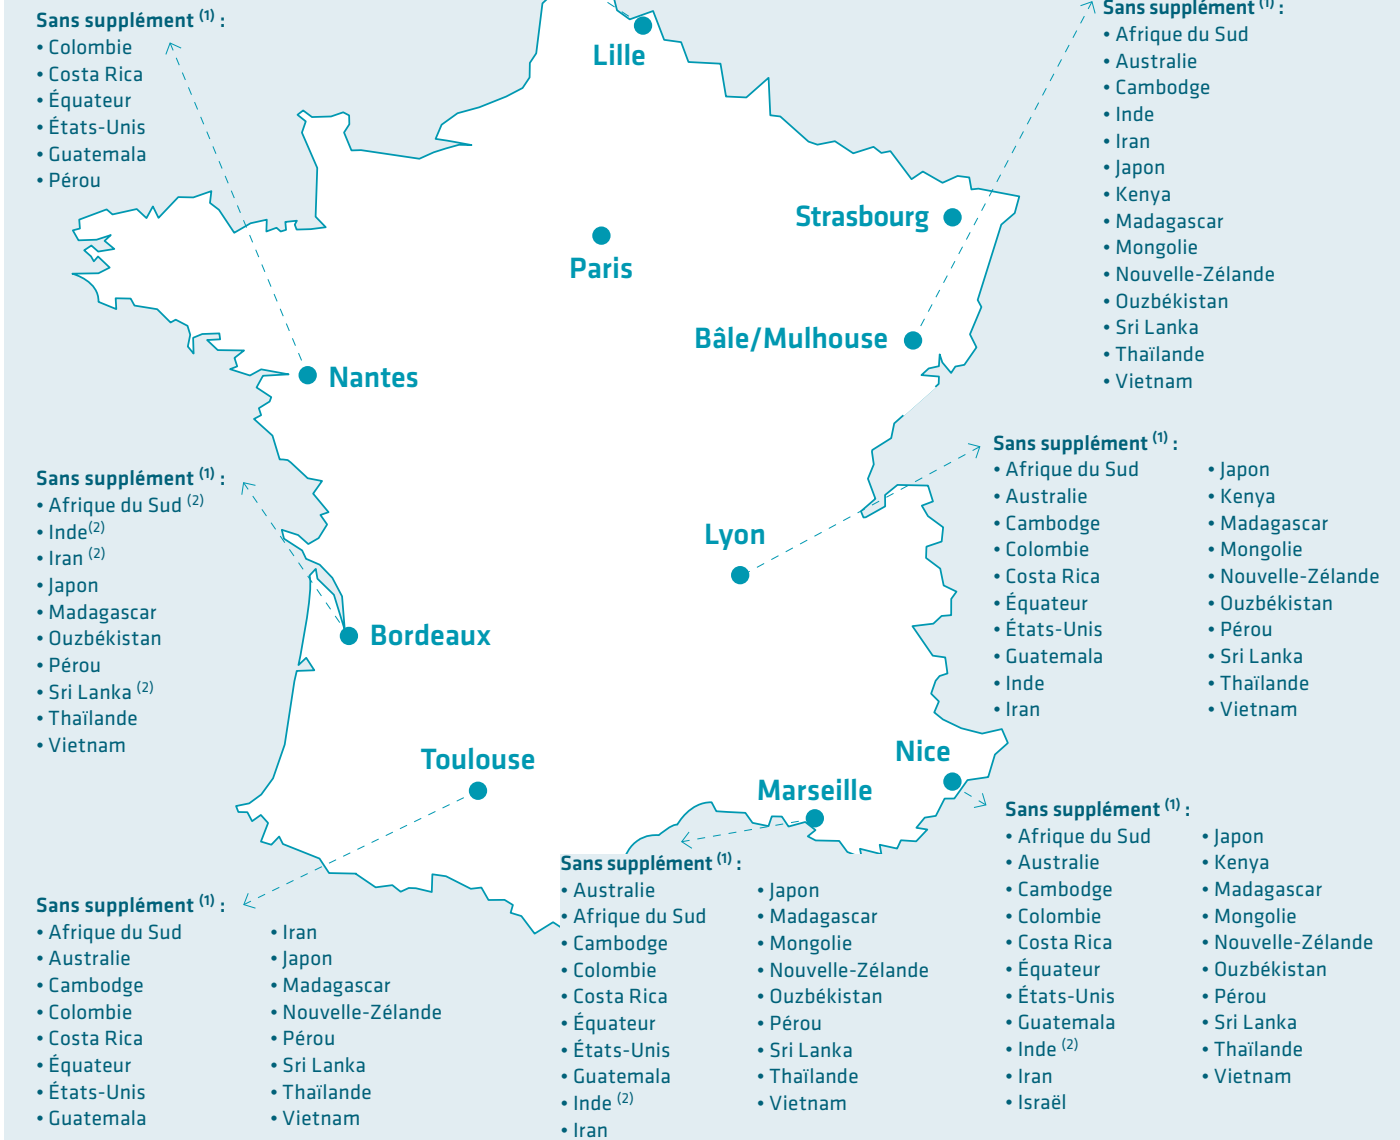 Sans supplément (1) :
• Colombie
• Costa Rica
• Équateur
• États-Unis
• Guatemala
• Pérou
Lille
Sans supplément (1) :
• Afrique du Sud
• Australie
• Cambodge
• Inde
• Iran
• Japon
• Kenya
• Madagascar
• Mongolie
• Nouvelle-Zélande
• Ouzbékistan
• Sri Lanka
• Thaïlande
• Vietnam
Strasbourg
Paris
Bâle/Mulhouse
Nantes
Sans supplément (1) :
• Afrique du Sud (2)
• Inde(2)
• Iran (2)
• Japon
• Madagascar
• Ouzbékistan
• Pérou
• Sri Lanka (2)
• Thaïlande
• Vietnam
Lyon
Bordeaux
Sans supplément (1) :
• Afrique du Sud
• Australie
• Cambodge
• Colombie
• Costa Rica
• Équateur
• États-Unis
• Guatemala
• Inde
• Iran
• Japon
• Kenya
• Madagascar
• Mongolie
• Nouvelle-Zélande
• Ouzbékistan
• Pérou
• Sri Lanka
• Thaïlande
• Vietnam
Toulouse
Marseille
Nice
Sans supplément (1) :
• Afrique du Sud
• Australie
• Cambodge
• Colombie
• Costa Rica
• Équateur
• États-Unis
• Guatemala
• Iran
• Japon
• Madagascar
• Nouvelle-Zélande
• Pérou
• Sri Lanka
• Thaïlande
• Vietnam
Sans supplément (1) :
• Australie
• Afrique du Sud
• Cambodge
• Colombie
• Costa Rica
• Équateur
• États-Unis
• Guatemala
• Inde (2)
• Iran
• Japon
• Madagascar
• Mongolie
• Nouvelle-Zélande
• Ouzbékistan
• Pérou
• Sri Lanka
• Thaïlande
• Vietnam
Sans supplément (1) :
• Afrique du Sud
• Australie
• Cambodge
• Colombie
• Costa Rica
• Équateur
• États-Unis
• Guatemala
• Inde (2)
• Iran
• Israël
• Japon
• Kenya
• Madagascar
• Mongolie
• Nouvelle-Zélande
• Ouzbékistan
• Pérou
• Sri Lanka
• Thaïlande
• Vietnam